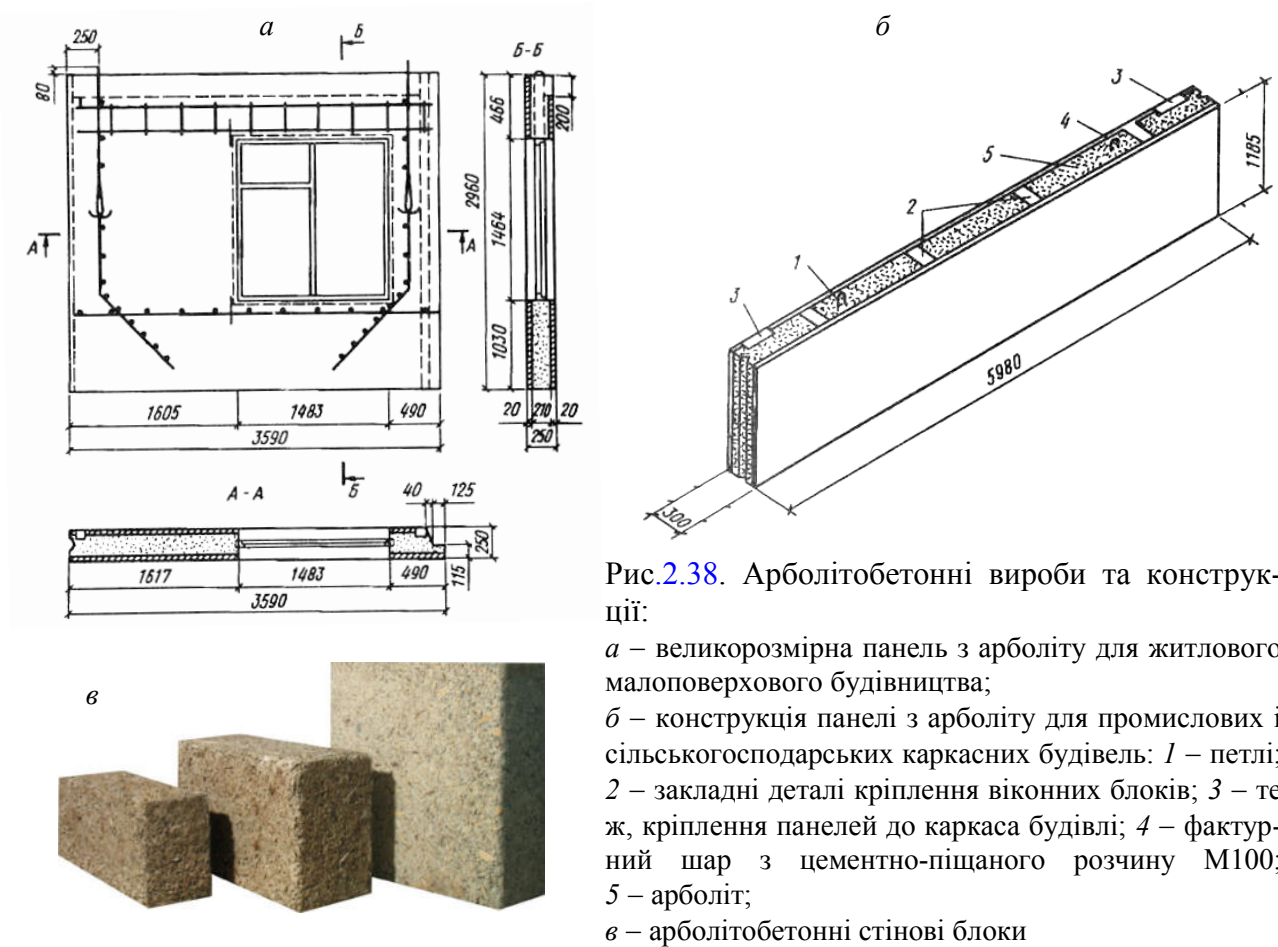 а
250
80
Б
А
А
1605
1483
490
3590
Б
Б-Б
466
200
2960
1464
1030
20
210
20
250
А - А
40
125
250
115
1617
1483
490
3590
б
3
4
5
2
1
3
1185
5980
300
в
Рис.2.38. Арболітобетонні вироби та конструк-
ції:
а – великорозмірна панель з арболіту для житлового
малоповерхового будівництва;
б – конструкція панелі з арболіту для промислових і
сільськогосподарських каркасних будівель: 1 – петлі;
2 – закладні деталі кріплення віконних блоків; 3 – те
ж, кріплення панелей до каркаса будівлі; 4 – фактур-
ний шар з цементно-піщаного розчину М100;
5 – арболіт;
в – арболітобетонні стінові блоки